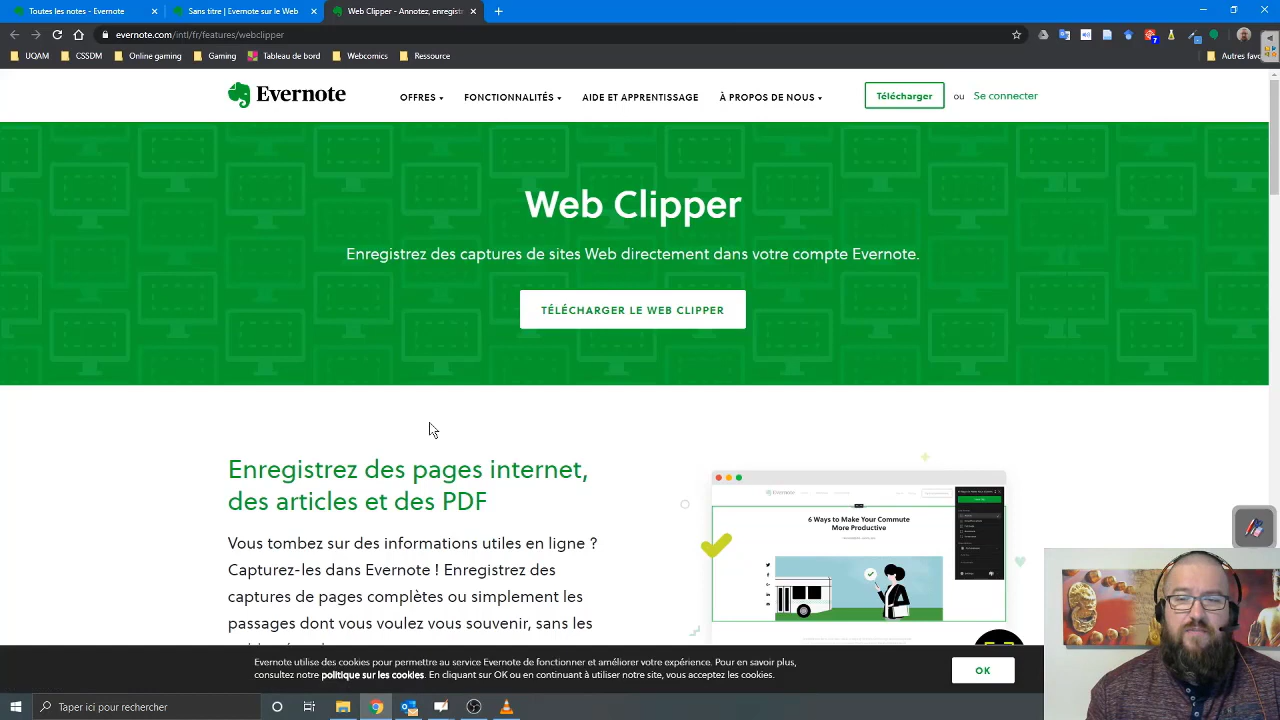 Toutes les notes - Evernote
Sans titre - Web
Web Clipper - Annotez, enregist
evernote.com/intl/fr/features/webclipper
7
UQAM
CSSDM
Online gaming
Gaming
Tableau de bord
Webcomics
Ressource
Autres favo
Evernote
OFFRES
FONCTIONNALITÉS
AIDE ET APPRENTISSAGE
À PROPOS DE NOUS
Télécharger
ou
Se connecter
Web Clipper
Enregistrez des captures de sites Web directement dans votre compte Evernote.
TÉLÉCHARGER LE WEB CLIPPER
Enregistrez des pages internet,
des articles et des PDF
Vous tombez sur les informations utiles en ligne ?
Capturez-les dans Evernote! Enregistrez des
captures de pages complètes ou simplement les
passages dont vous voulez vous souvenir, sans les
Evernote
6 Ways to Make Your Commute
More Productive
Evernote utilise des cookies pour permettre au service Evernote de fonctionner et améliorer votre expérience. Pour en savoir plus,
consultez notre politique sur les cookies. En cliquant sur OK ou en continuant à utiliser notre site, vous acceptez les cookies.
OK
Taper ici pour rechercher